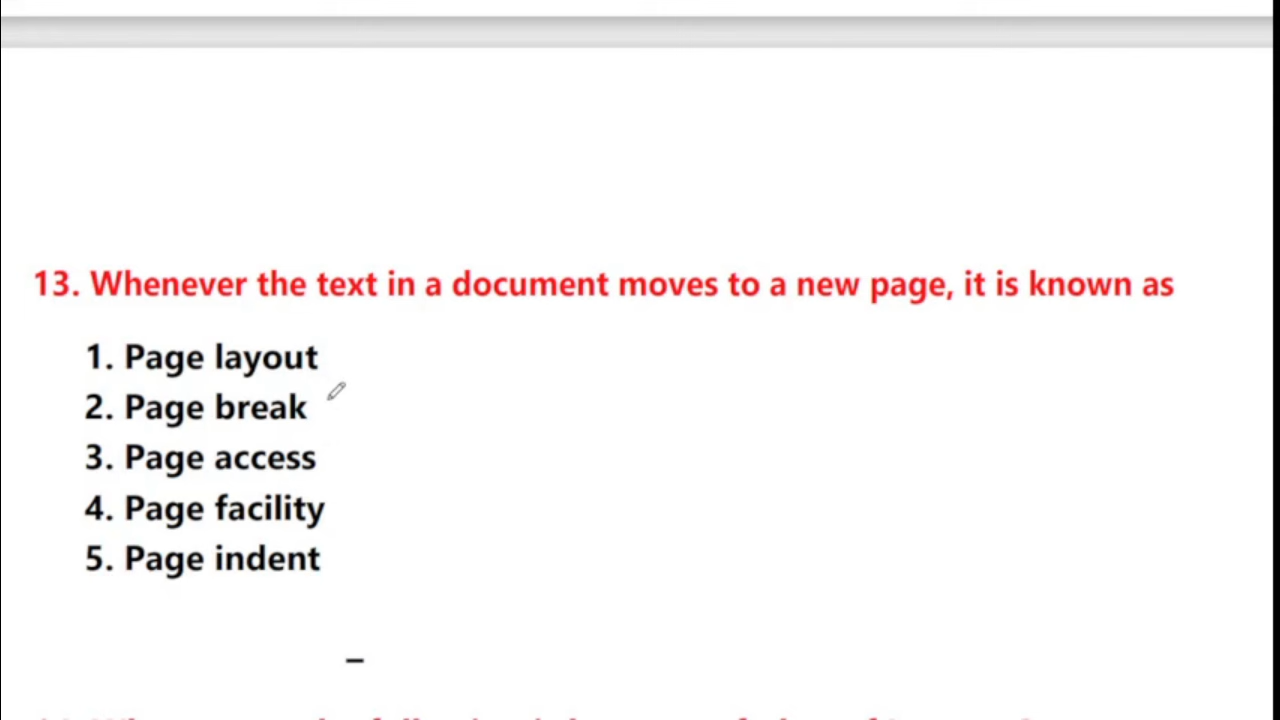 13. Whenever the text in a document moves to a new page, it is known as
1. Page layout
2. Page break
3. Page access
4. Page facility
5. Page indent